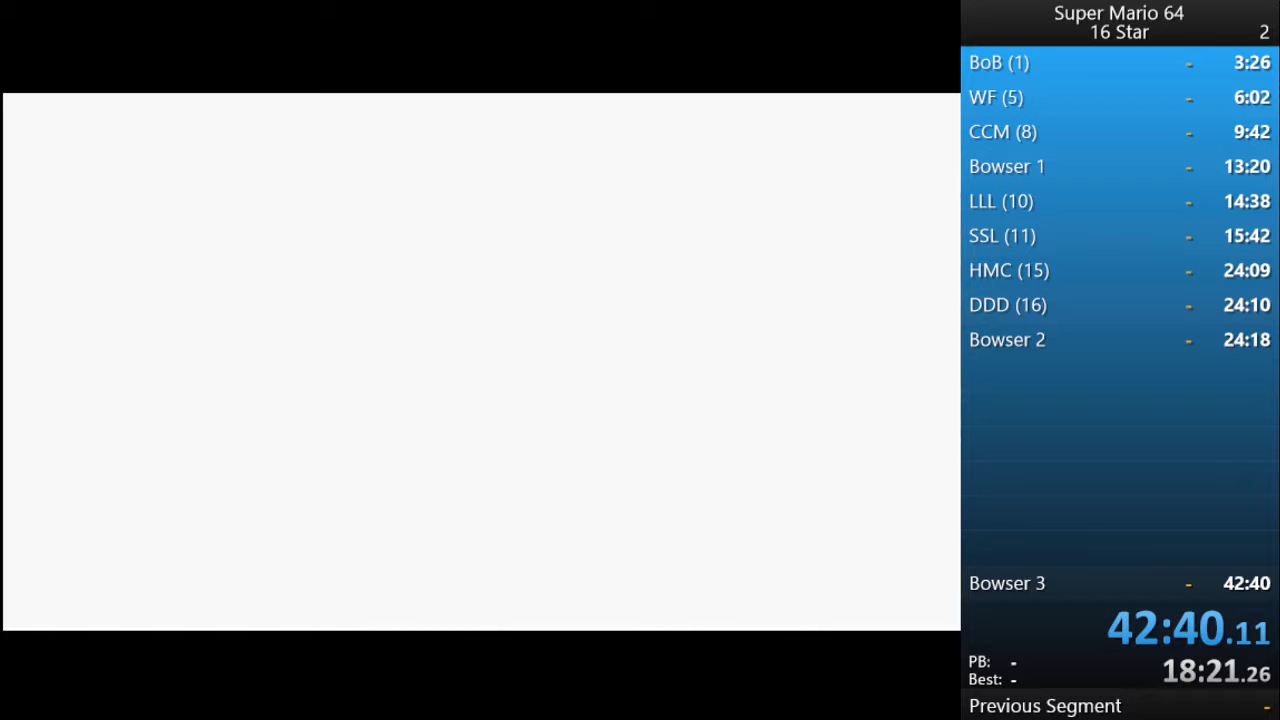 Super Mario 64
16 Star 2
BoB (1) - 3:26
WF (5) - 6:02
CCM (8) - 9:42
Bowser 1 - 13:20
LLL (10) - 14:38
SSL (11) - 15:42
HMC (15) - 24:09
DDD (16) - 24:10
Bowser 2 - 24:18
Bowser 3 - 42:40
42:40.11
PB: - 18:21.26
Best: -
Previous Segment -